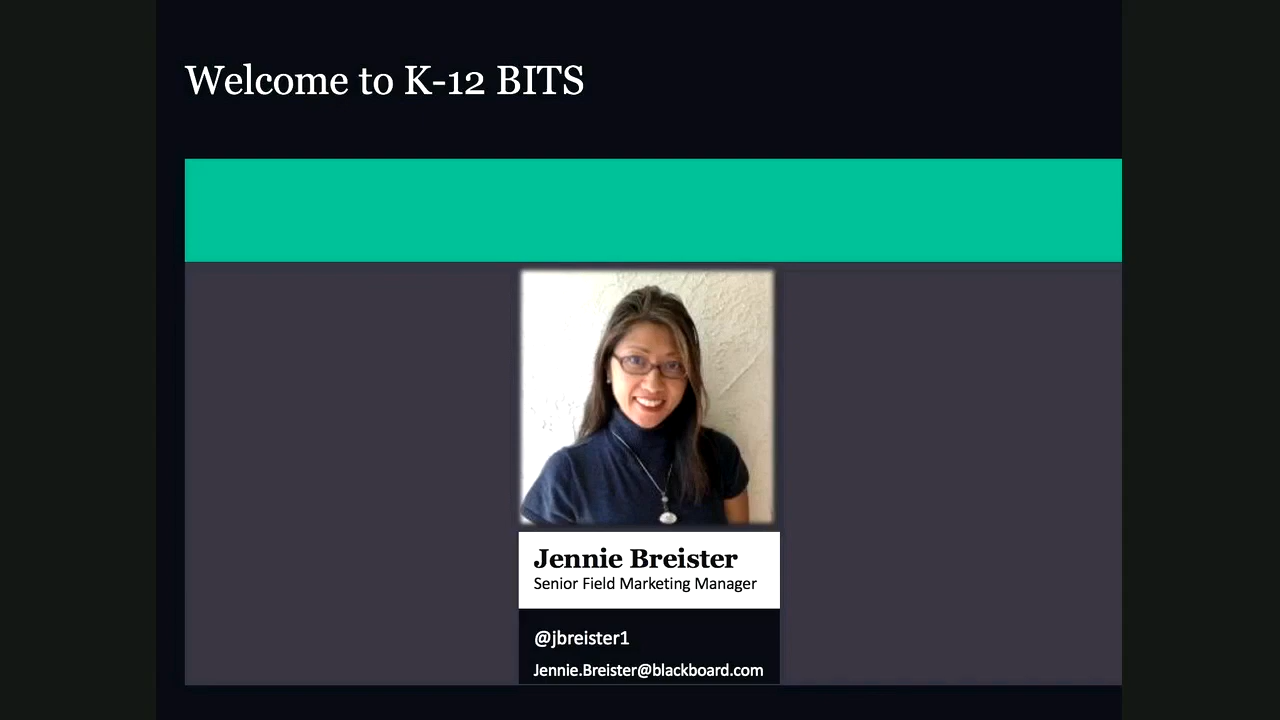 Welcome to K-12 BITS
Jennie Breister
Senior Field Marketing Manager
@jbreister1
Jennie.Breister@blackboard.com